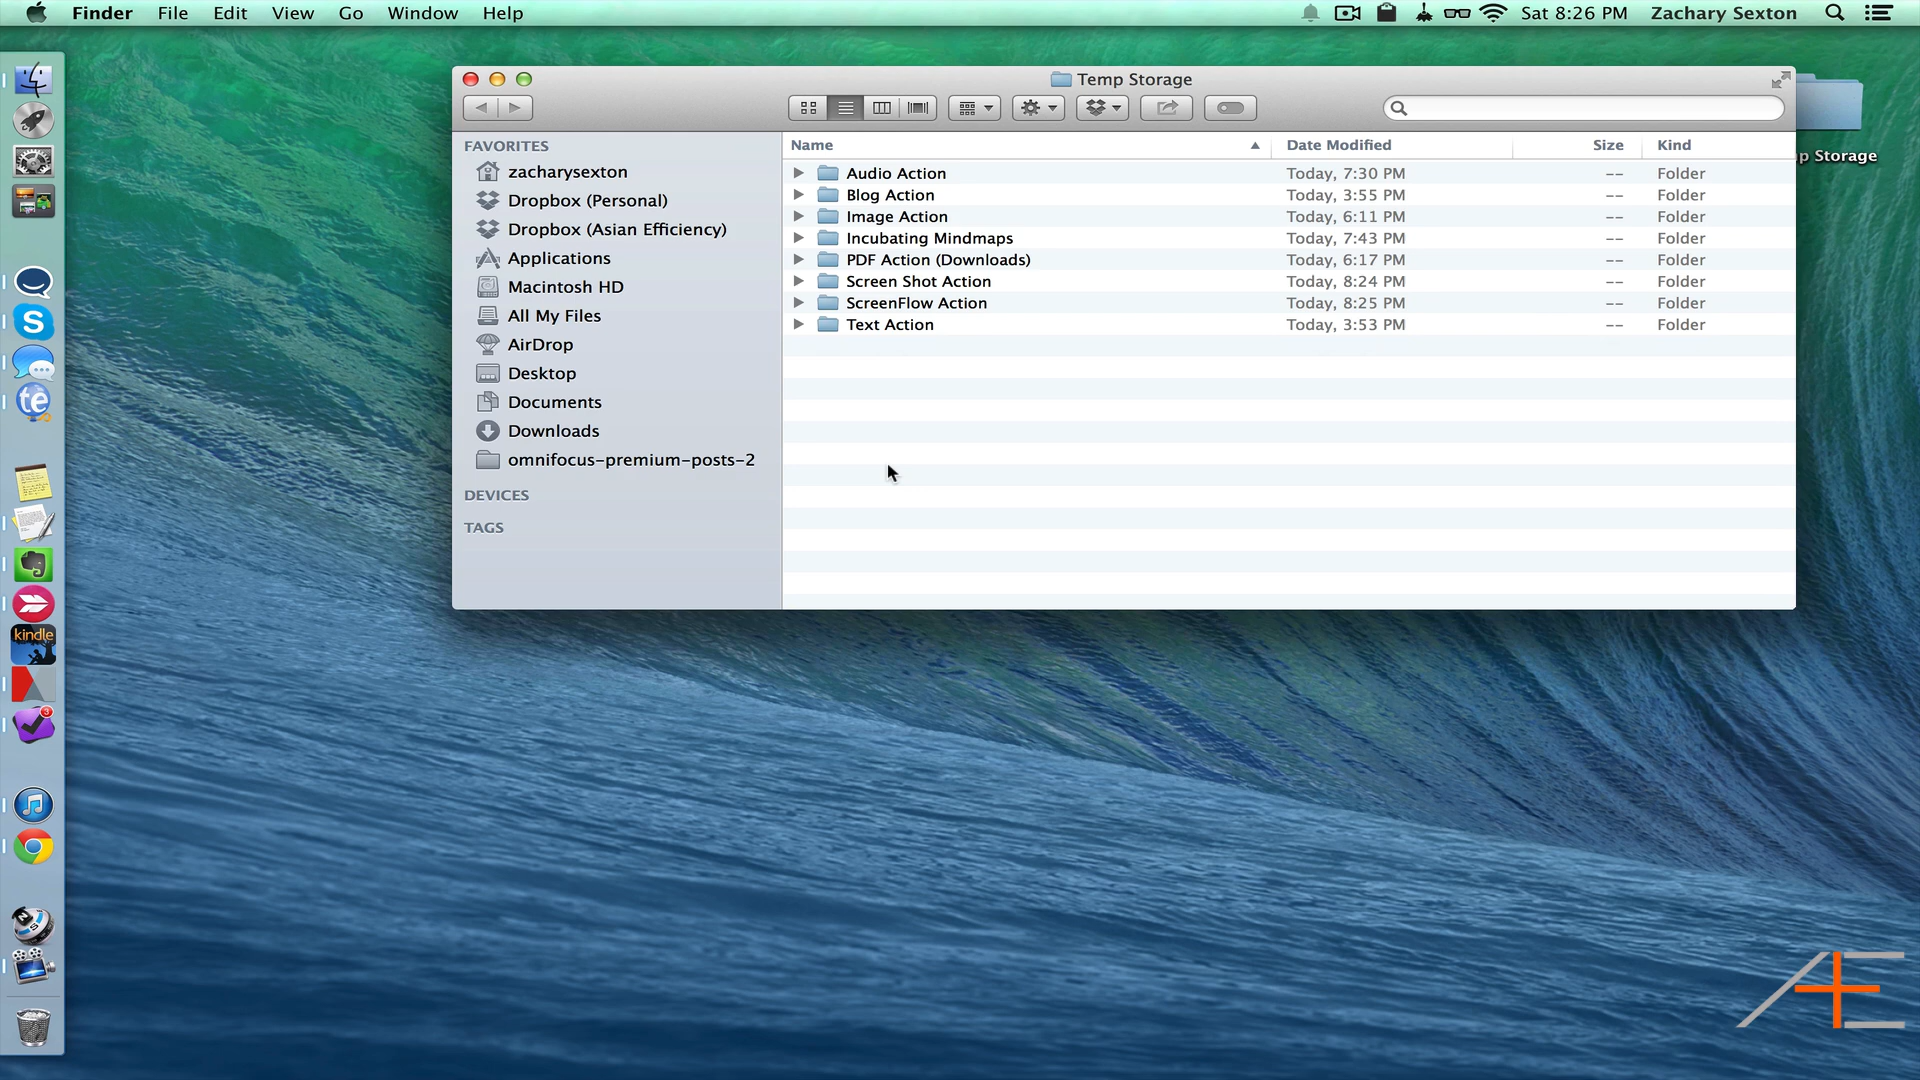 Finder File Edit View Go Window Help Sat 8:26 PM Zachary Sexton
Temp Storage
FAVORITES
zacharysexton
Dropbox (Personal)
Dropbox (Asian Efficiency)
Applications
Macintosh HD
All My Files
AirDrop
Desktop
Documents
Downloads
omnifocus-premium-posts-2
DEVICES
TAGS
Name Date Modified Size Kind
Audio Action Today, 7:30 PM -- Folder
Blog Action Today, 3:55 PM -- Folder
Image Action Today, 6:11 PM -- Folder
Incubating Mindmaps Today, 7:43 PM -- Folder
PDF Action (Downloads) Today, 6:17 PM -- Folder
Screen Shot Action Today, 8:24 PM -- Folder
ScreenFlow Action Today, 8:25 PM -- Folder
Text Action Today, 3:53 PM -- Folder
p Storage
S
te
kindle
3
N
S
AE